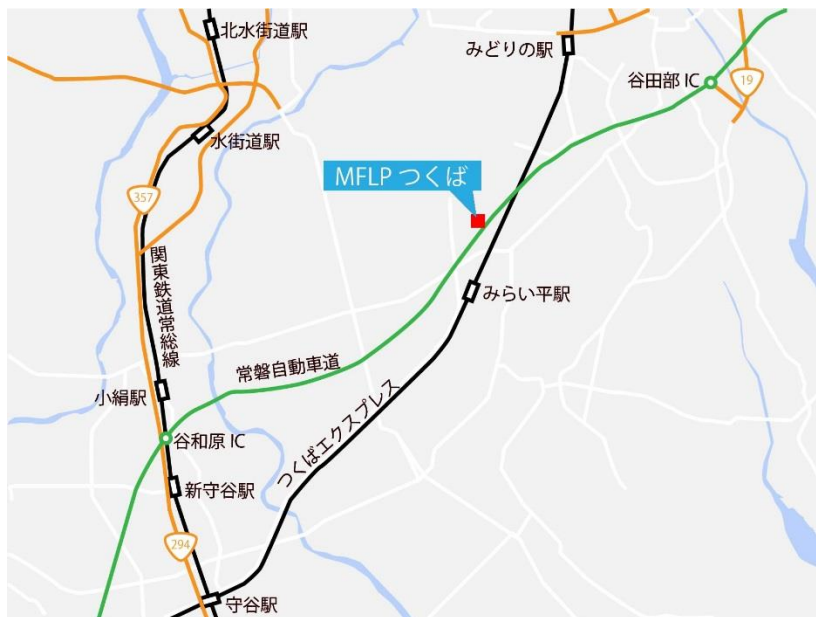 北水街道駅
みどりの駅
谷田部 IC
19
水街道駅
MFLP つくば
357
関東鉄道常総線
みらい平駅
常磐自動車道
小絹駅
つくばエクスプレス
谷和原 IC
新守谷駅
294
守谷駅